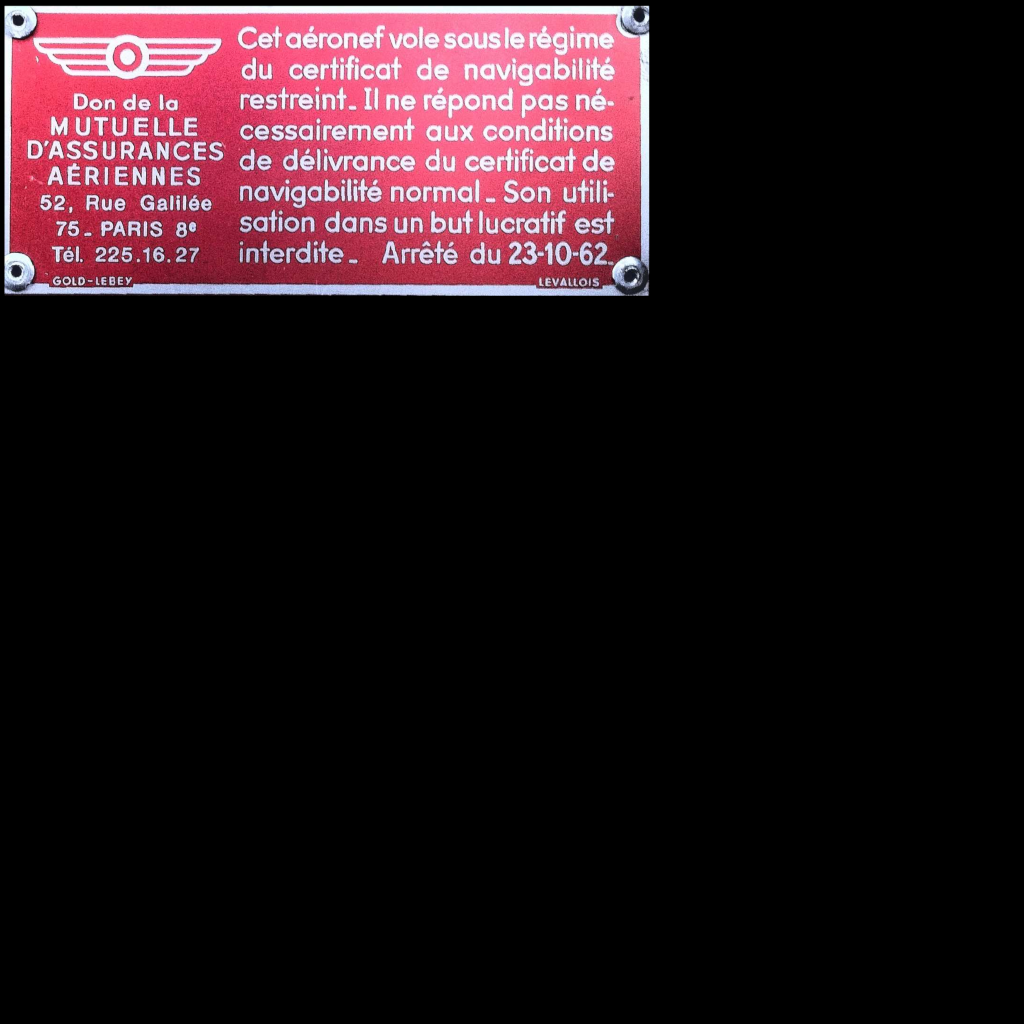 Don de la
MUTUELLE
D'ASSURANCES
AÉRIENNES
52, Rue Galilée
75_ PARIS 8e
Tél. 225.16.27
GOLD-LEBEY
Cet aéronef vole sous le régime
du certificat de navigabilité
restreint_ Il ne répond pas né-
cessairement aux conditions
de délivrance du certificat de
navigabilité normal_ Son utili-
sation dans un but lucratif est
interdite_ Arrêté du 23-10-62_
LEVALLOIS